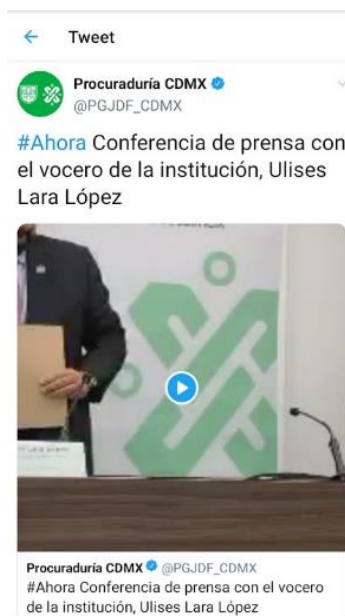 Tweet
Procuraduría CDMX
@PGJDF_CDMX
#Ahora Conferencia de prensa con
el vocero de la institución, Ulises
Lara López
Procuraduría CDMX @PGJDF_CDMX
#Ahora Conferencia de prensa con el vocero
de la institución, Ulises Lara López